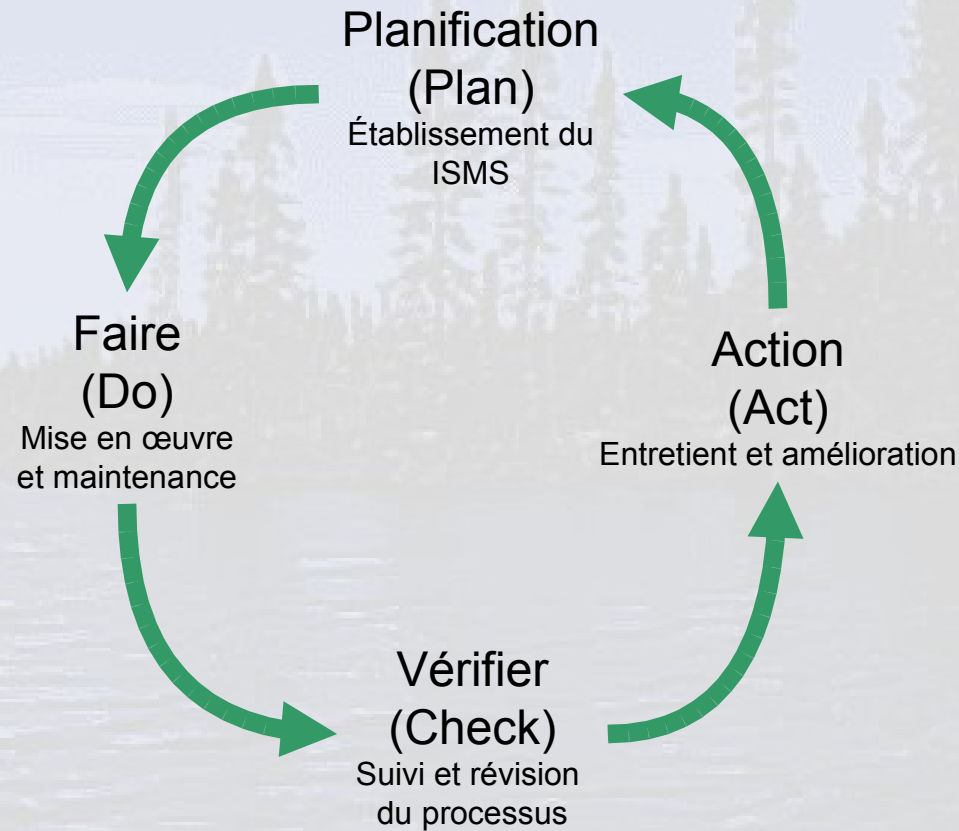 Planification
(Plan)
Établissement du
ISMS
Faire
(Do)
Mise en œuvre
et maintenance
Action
(Act)
Entretient et amélioration
Vérifier
(Check)
Suivi et révision
du processus